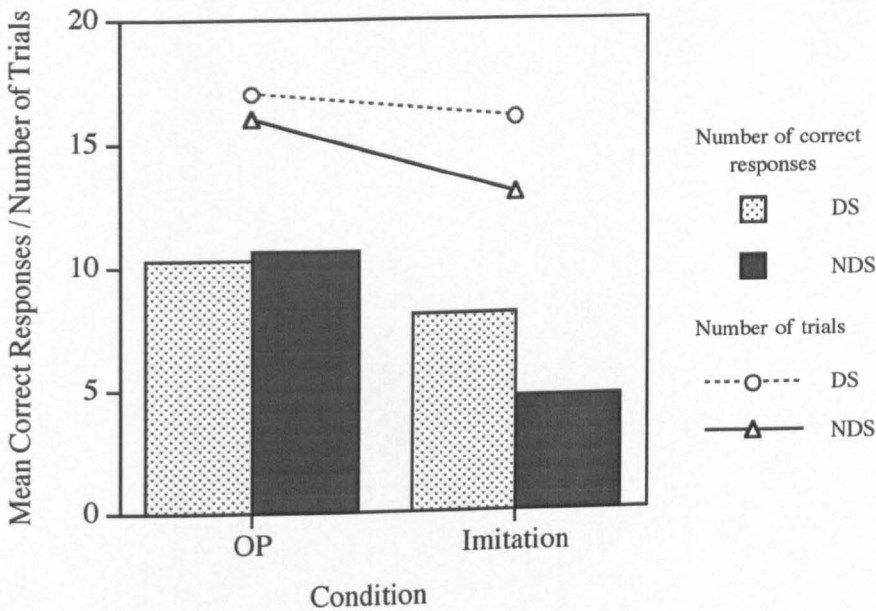 Mean Correct Responses / Number of Trials
20
15
10
5
0
OP
Imitation
Condition
Number of correct
responses
DS
NDS
Number of trials
DS
NDS